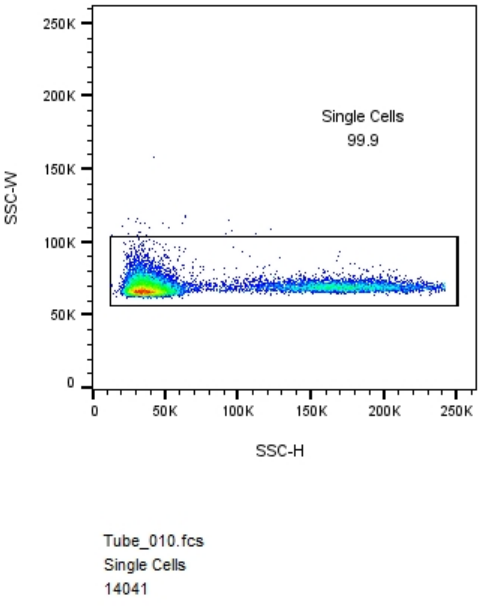 250K
200K
Single Cells
99.9
150K
SSC-W
100K
50K
0
0 50K 100K 150K 200K 250K
SSC-H
Tube_010.fcs
Single Cells
14041